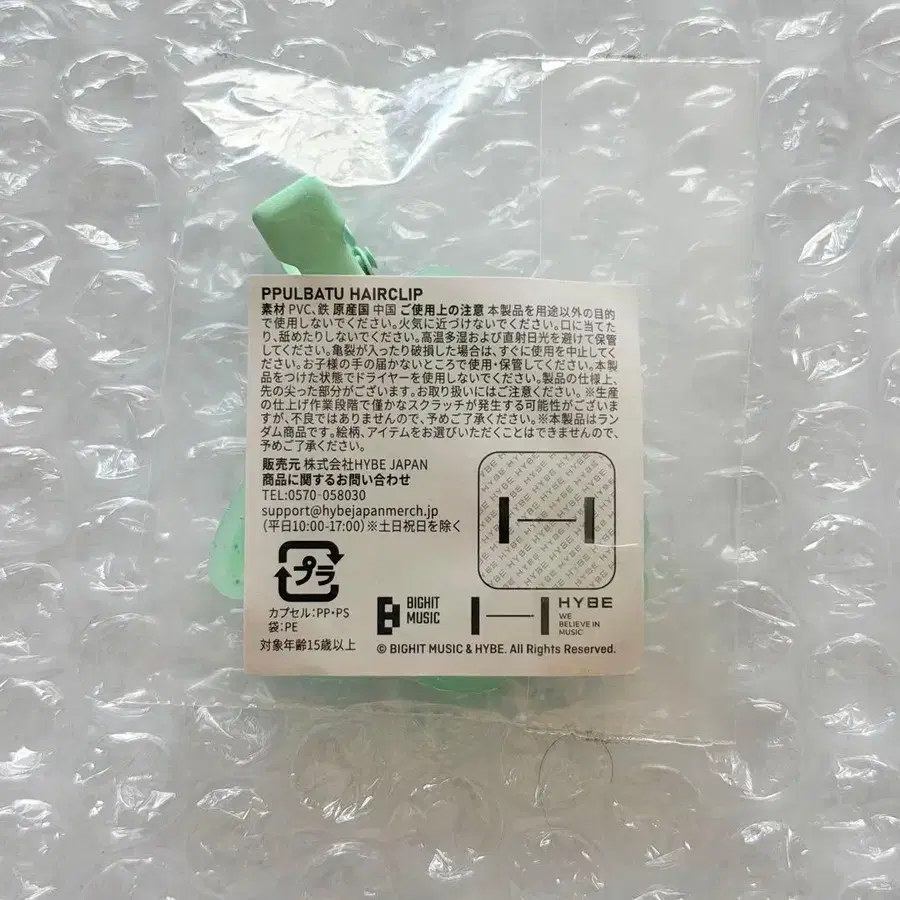 PPULBATU HAIRCLIP
素材 PVC、鉄 原産国 中国 ご使用上の注意 本製品を用途以外の目的
で使用しないでください。火気に近づけないでください。口に当てた
り、舐めたりしないでください。高温多湿および直射日光を避けて保管
してください。亀裂が入ったり破損した場合は、すぐに使用を中止してく
ださい。お子様の手の届かないところで使用・保管してください。本製
品をつけた状態でドライヤーを使用しないでください。製品の仕様上、
先の尖った部分がございます。お取り扱いにはご注意ください。※生産
の仕上げ作業段階で僅かなスクラッチが発生する可能性がございま
すが、不良ではありませんので、予めご了承ください。※本製品はラン
ダム商品です。絵柄、アイテムをお選びいただくことはできませんので、
予めご了承ください。
販売元 株式会社HYBE JAPAN
商品に関するお問い合わせ
TEL:0570-058030
support@hybejapanmerch.jp
(平日10:00-17:00)※土日祝日を除く
プラ
カプセル:PP・PS
袋:PE
対象年齢15歳以上
BIGHIT
MUSIC
HYBE
WE
BELIEVE IN
MUSIC
© BIGHIT MUSIC & HYBE. All Rights Reserved.